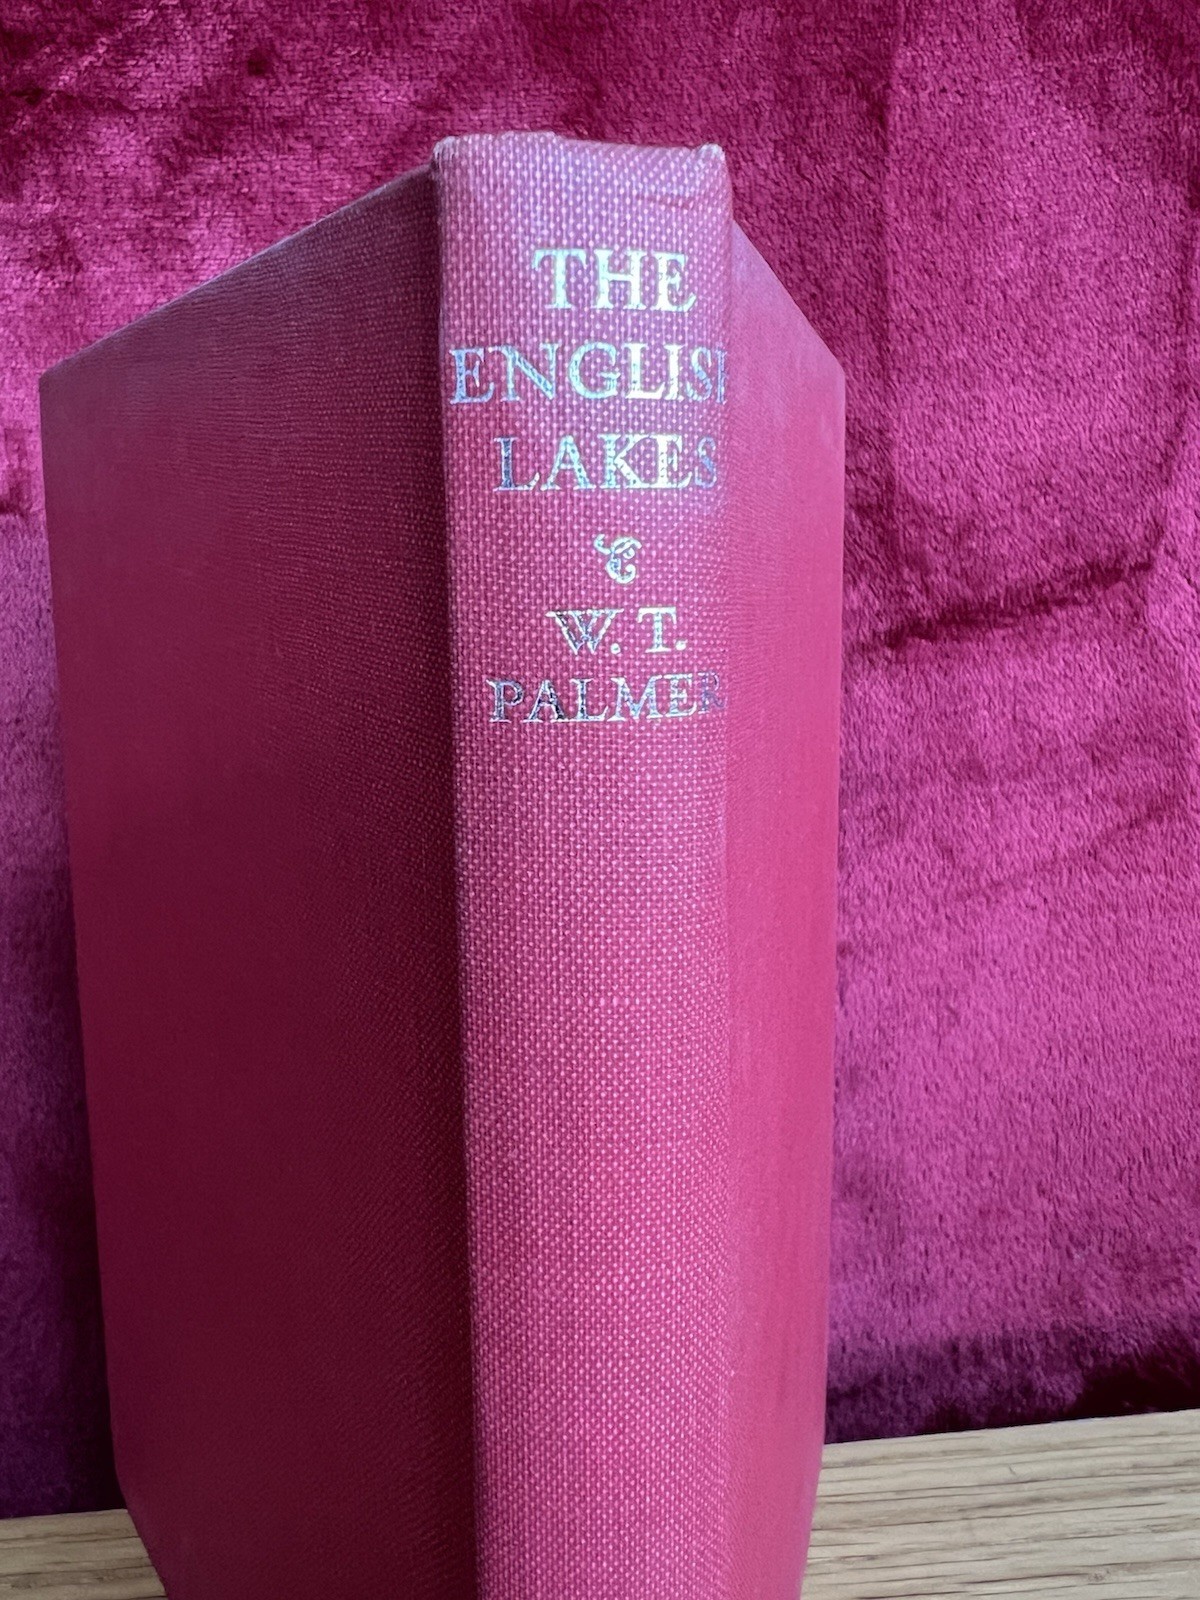 THE
ENGLISH
LAKES
W. T.
PALMER